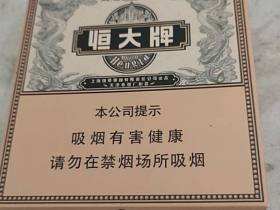 恒大牌
本公司提示
吸烟有害健康
请勿在禁烟场所吸烟